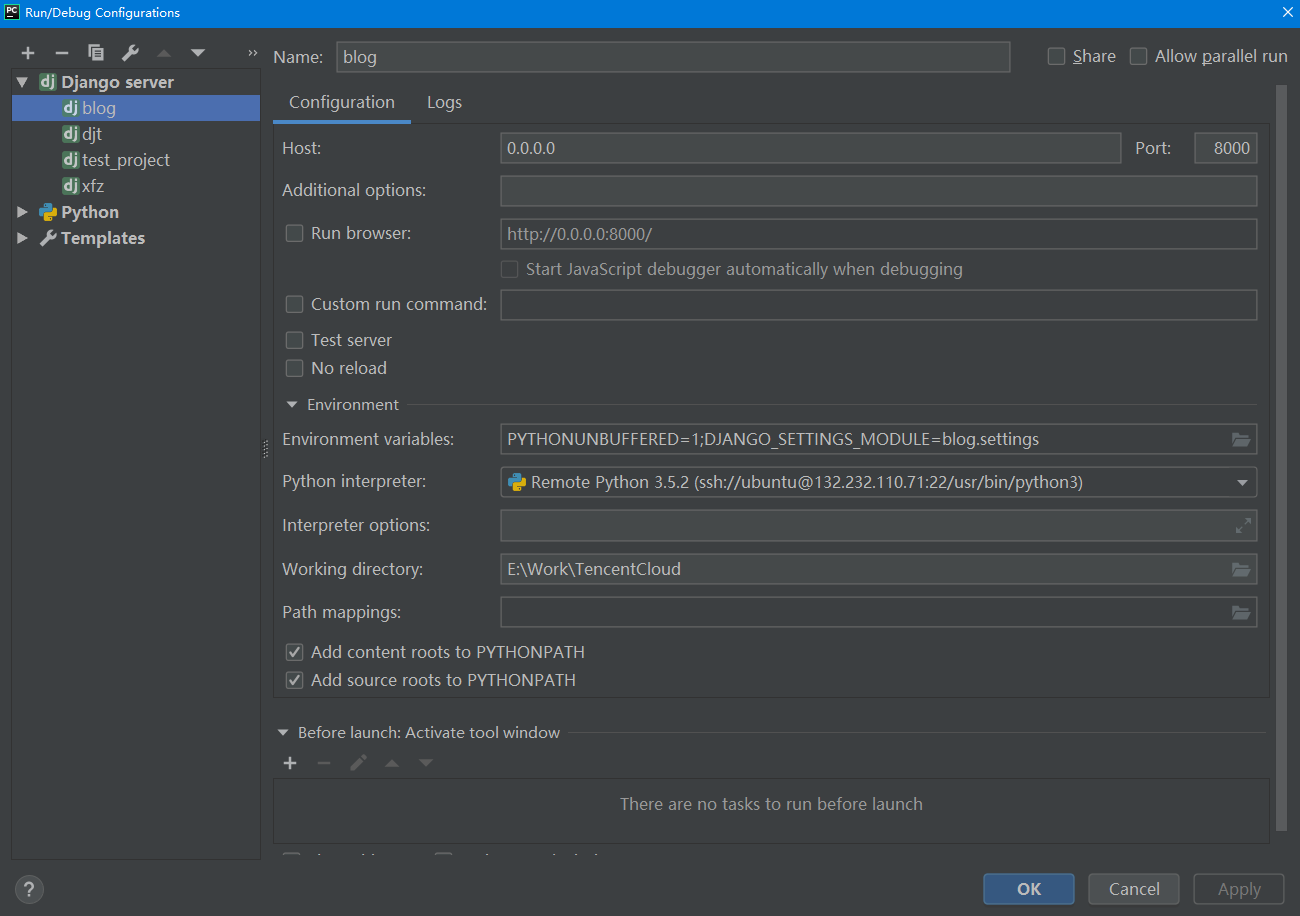 PC Run/Debug Configurations
Name: blog Share Allow parallel run
dj Django server
dj blog
dj djt
dj test_project
dj xfz
Python
Templates
Configuration Logs
Host: 0.0.0.0 Port: 8000
Additional options:
Run browser: http://0.0.0.0:8000/
Start JavaScript debugger automatically when debugging
Custom run command:
Test server
No reload
Environment
Environment variables: PYTHONUNBUFFERED=1;DJANGO_SETTINGS_MODULE=blog.settings
Python interpreter: Remote Python 3.5.2 (ssh://ubuntu@132.232.110.71:22/usr/bin/python3)
Interpreter options:
Working directory: E:\Work\TencentCloud
Path mappings:
Add content roots to PYTHONPATH
Add source roots to PYTHONPATH
Before launch: Activate tool window
There are no tasks to run before launch
? OK Cancel Apply